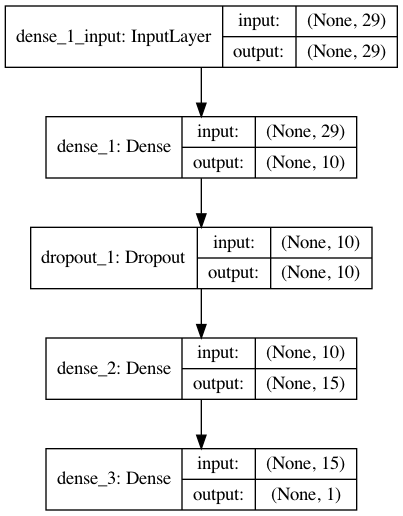 dense_1_input: InputLayer
input: (None, 29)
output: (None, 29)
dense_1: Dense
input: (None, 29)
output: (None, 10)
dropout_1: Dropout
input: (None, 10)
output: (None, 10)
dense_2: Dense
input: (None, 10)
output: (None, 15)
dense_3: Dense
input: (None, 15)
output: (None, 1)